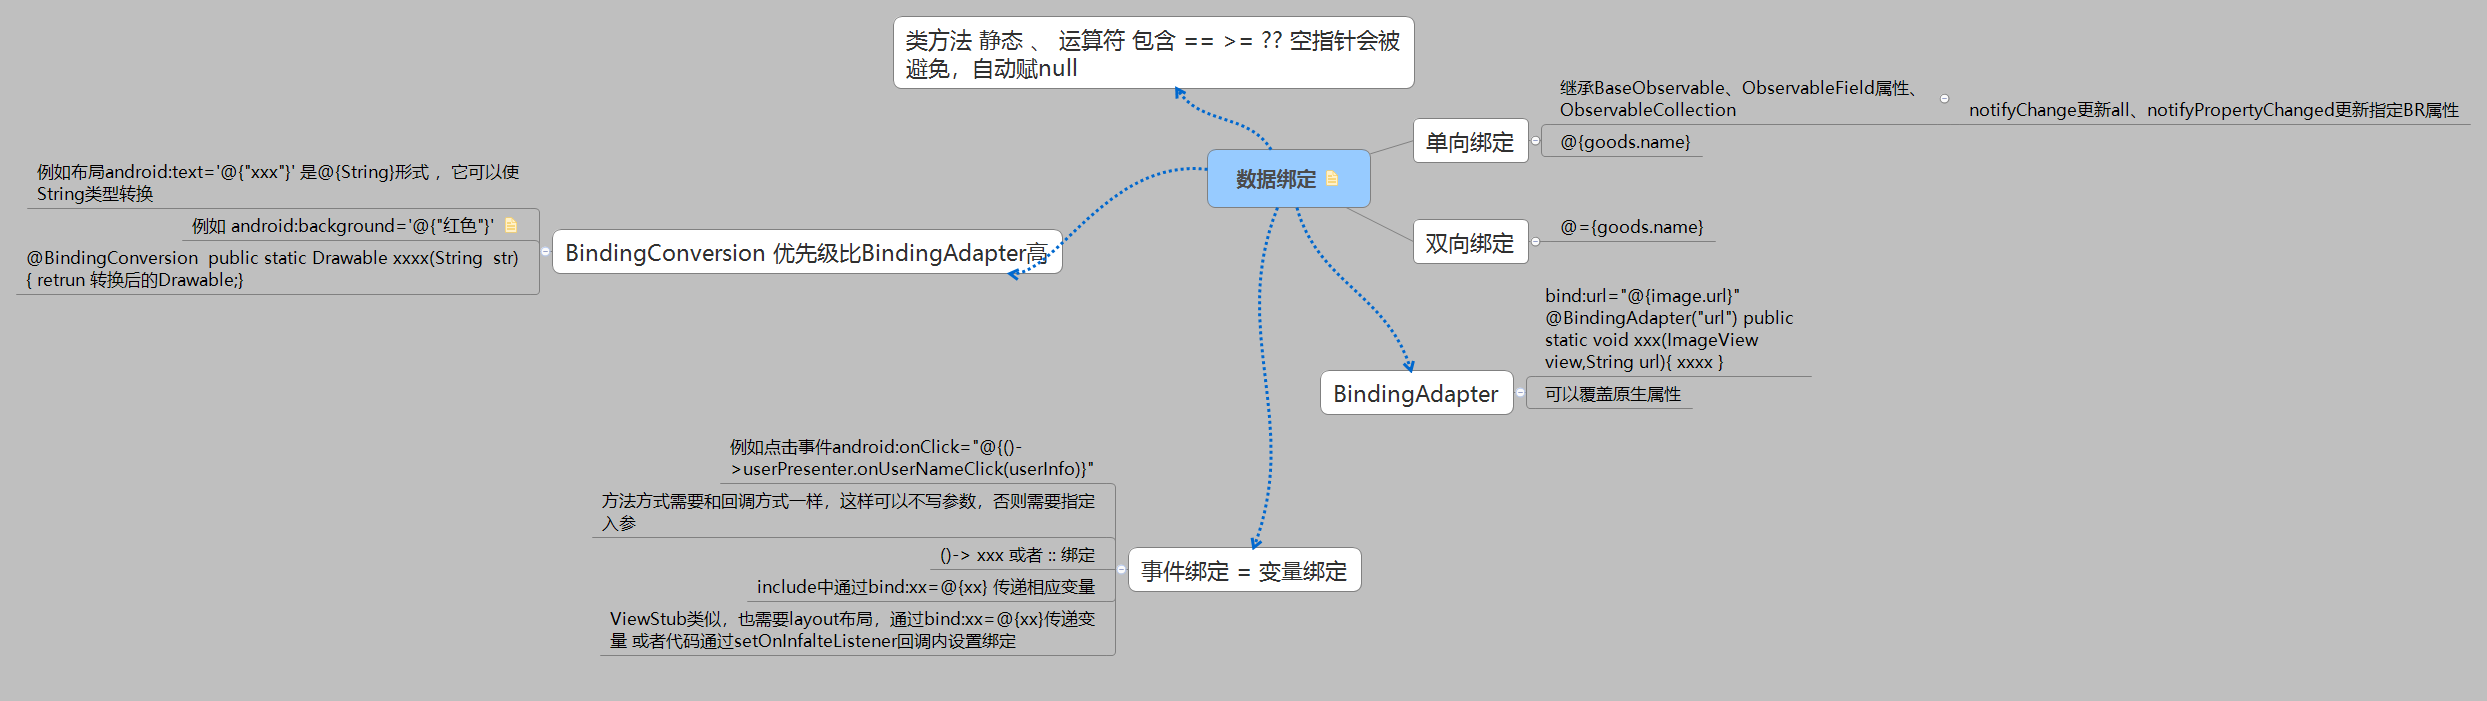 类方法 静态 、 运算符 包含 == >= ?? 空指针会被
避免，自动赋null
数据绑定
单向绑定
继承BaseObservable、ObservableField属性、
ObservableCollection
notifyChange更新all、notifyPropertyChanged更新指定BR属性
@{goods.name}
双向绑定
@={goods.name}
BindingAdapter
bind:url="@{image.url}"
@BindingAdapter("url") public
static void xxx(ImageView
view,String url){ xxxx }
可以覆盖原生属性
BindingConversion 优先级比BindingAdapter高
例如布局android:text='@{"xxx"}' 是@{String}形式 ，它可以使
String类型转换
例如 android:background='@{"红色"}'
@BindingConversion  public static Drawable xxxx(String  str)
{ retrun 转换后的Drawable;}
事件绑定 = 变量绑定
例如点击事件android:onClick="@{()-
>userPresenter.onUserNameClick(userInfo)}"
方法方式需要和回调方式一样，这样可以不写参数，否则需要指定
入参
()-> xxx 或者 :: 绑定
include中通过bind:xx=@{xx} 传递相应变量
ViewStub类似，也需要layout布局，通过bind:xx=@{xx}传递变
量 或者代码通过setOnInfalteListener回调内设置绑定